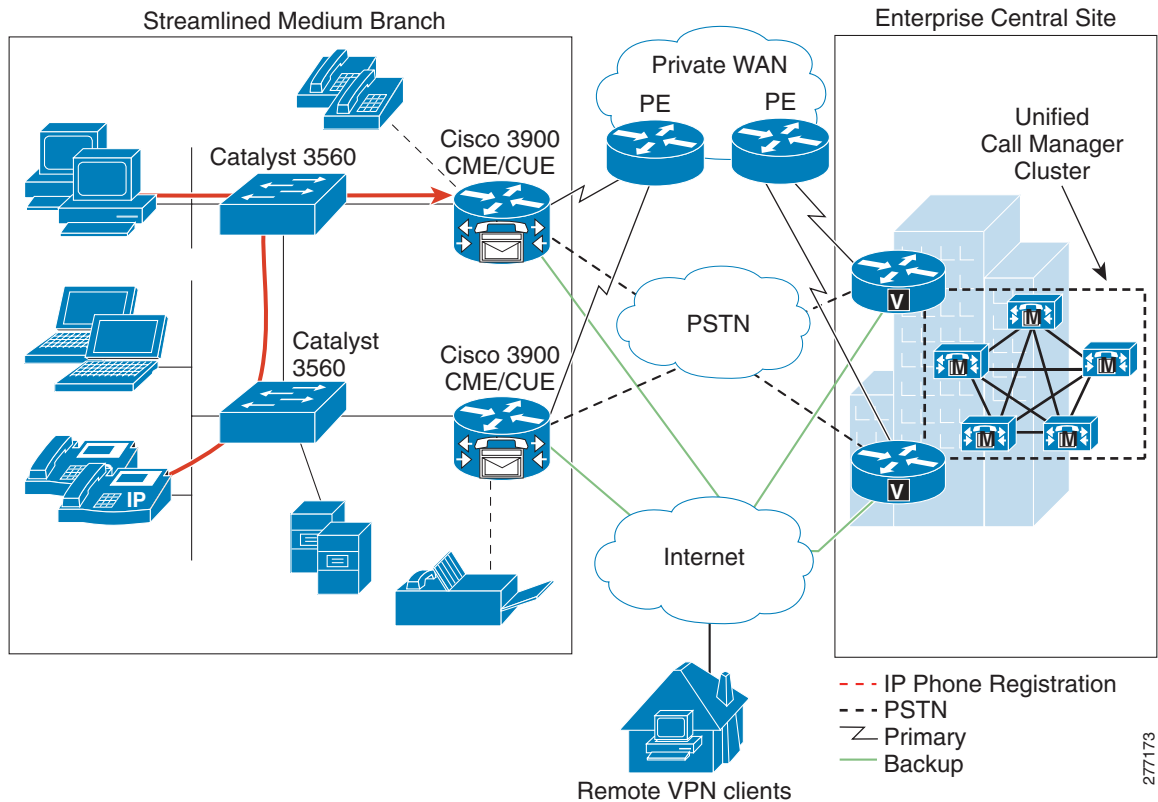 Streamlined Medium Branch
Enterprise Central Site
Private WAN
PE
PE
Unified
Call Manager
Cluster
Catalyst 3560
Cisco 3900
CME/CUE
V
M
M
M
M
M
PSTN
Catalyst
3560
Cisco 3900
CME/CUE
V
IP
Internet
IP Phone Registration
PSTN
Primary
Backup
Remote VPN clients
277173